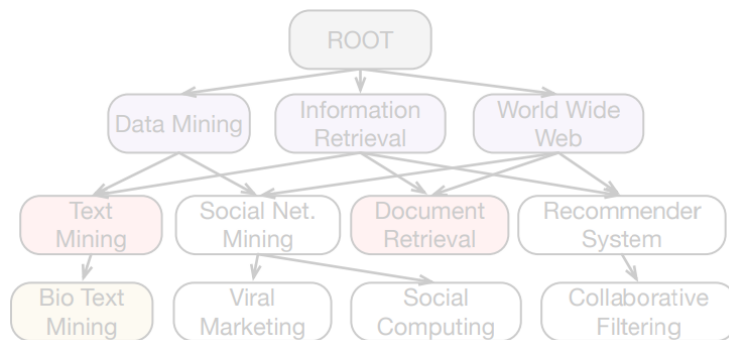 ROOT
Data Mining
Information
Retrieval
World Wide
Web
Text
Mining
Social Net.
Mining
Document
Retrieval
Recommender
System
Bio Text
Mining
Viral
Marketing
Social
Computing
Collaborative
Filtering